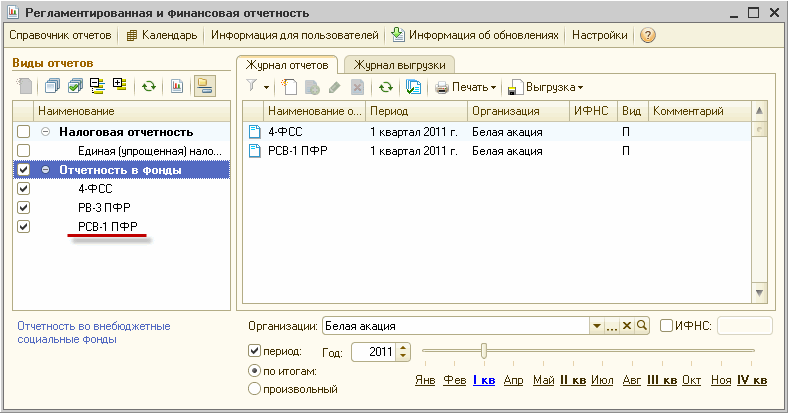 Регламентированная и финансовая отчетность
Справочник отчетов Календарь Информация для пользователей Информация об обновлениях Настройки ?
Виды отчетов
Журнал отчетов Журнал выгрузки
Печать Выгрузка
Наименование
Наименование о... Период Организация ИФНС Вид Комментарий
Налоговая отчетность
4-ФСС 1 квартал 2011 г. Белая акация П
Единая (упрощенная) нало...
РСВ-1 ПФР 1 квартал 2011 г. Белая акация П
Отчетность в фонды
4-ФСС
РВ-3 ПФР
РСВ-1 ПФР
Отчетность во внебюджетные
социальные фонды
Организации: Белая акация ... ИФНС:
период: Год: 2011
по итогам:
Янв Фев I кв Апр Май II кв Июл Авг III кв Окт Ноя IV кв
произвольный